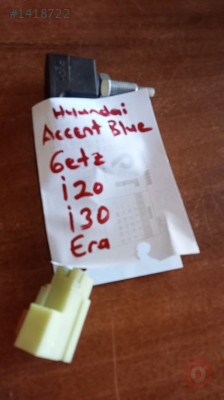 #1418722
Hyundai
Accent Blue
Getz
i20
i30
Era